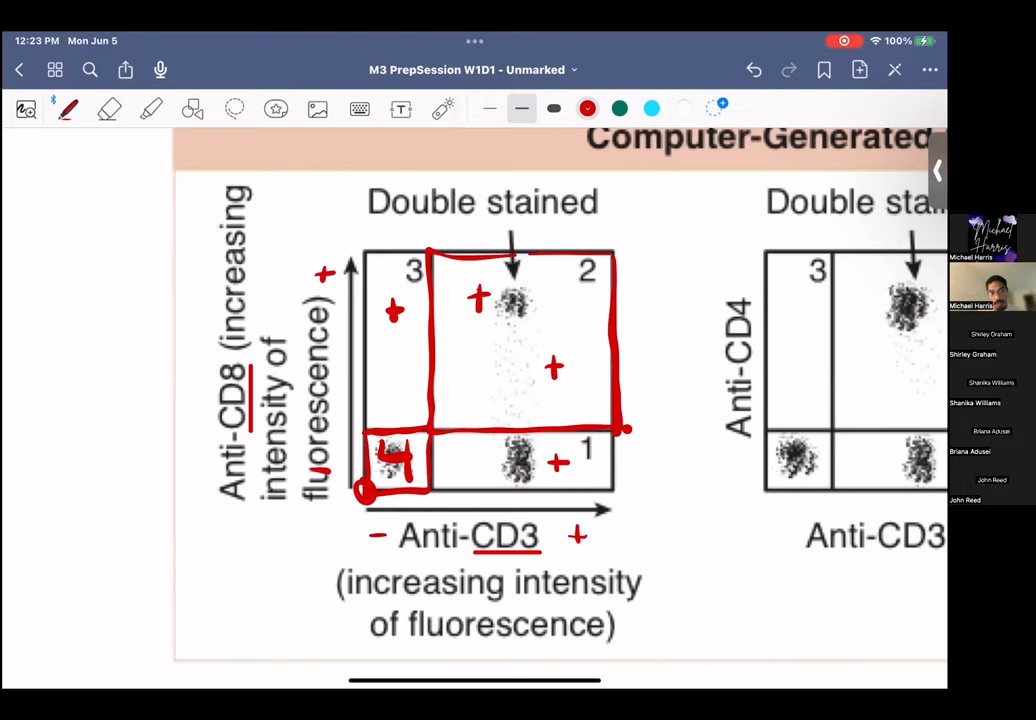 12:23 PM Mon Jun 5
100%
M3 PrepSession W1D1 - Unmarked
T
Computer-Generated
Double stained
Anti-CD8 (increasing
intensity of
fluorescence)
+
3
+
2
+
+
4
1
+
- Anti-CD3 +
(increasing intensity
of fluorescence)
Double stai
3
Anti-CD4
Anti-CD3
Michael
Harris
Michael Harris
Michael Harris
Shirley Graham
Shirley Graham
Shanika Williams
Shanika Williams
Briana Adusei
Briana Adusei
John Reed
John Reed